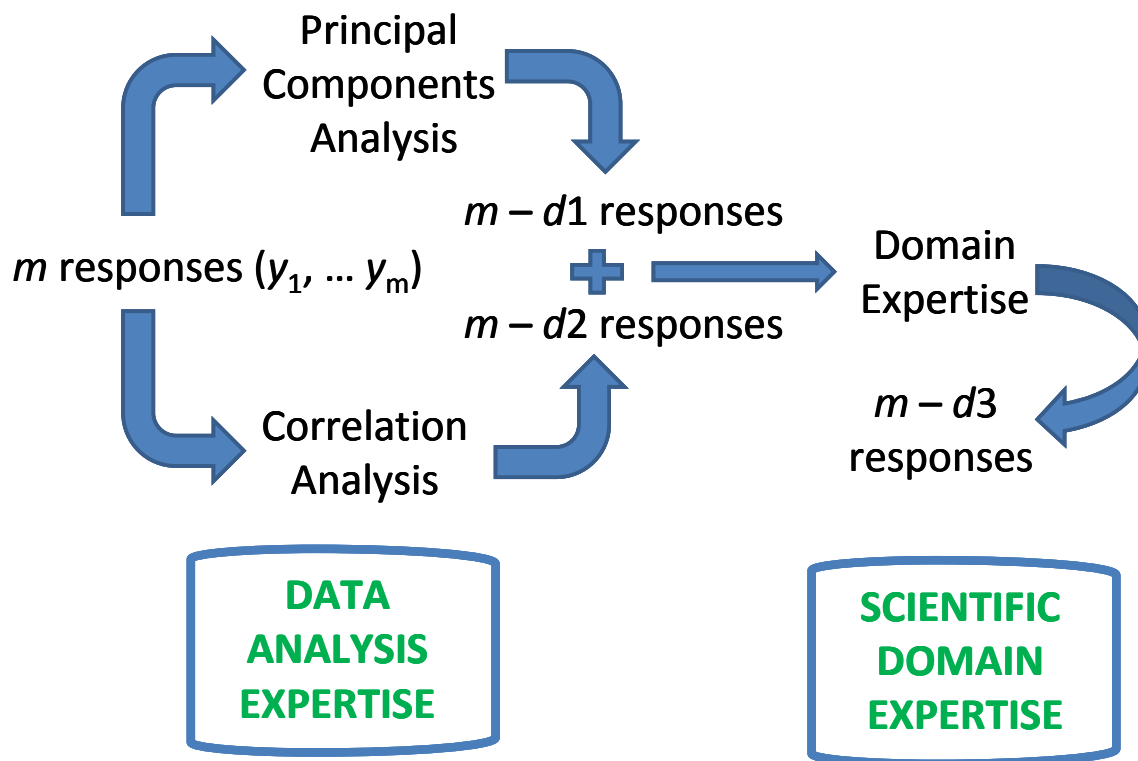 Principal
Components
Analysis
m responses (y₁, … yₘ)
m – d1 responses
m – d2 responses
Correlation
Analysis
Domain
Expertise
m – d3
responses
DATA
ANALYSIS
EXPERTISE
SCIENTIFIC
DOMAIN
EXPERTISE